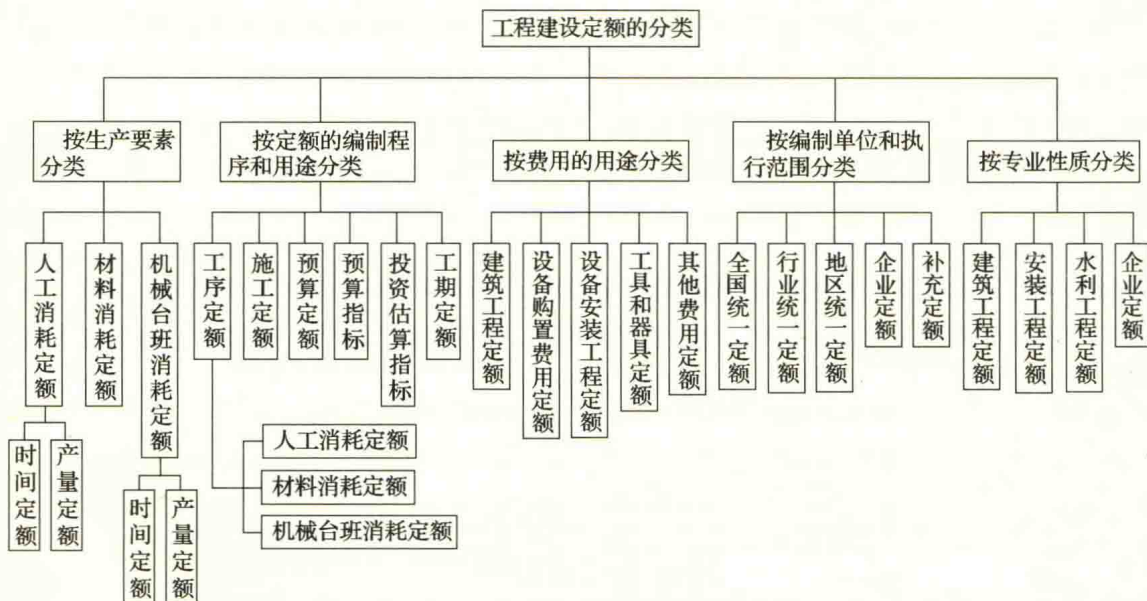 工程建设定额的分类
按生产要素
分类
按定额的编制程
序和用途分类
按费用的用途分类
按编制单位和执
行范围分类
按专业性质分类
人工消耗定额
材料消耗定额
机械台班消耗定额
工序定额
施工定额
预算定额
预算指标
投资估算指标
工期定额
建筑工程定额
设备购置费用定额
设备安装工程定额
工具和器具定额
其他费用定额
全国统一定额
行业统一定额
地区统一定额
企业定额
补充定额
建筑工程定额
安装工程定额
水利工程定额
企业定额
时间定额
产量定额
时间定额
产量定额
人工消耗定额
材料消耗定额
机械台班消耗定额